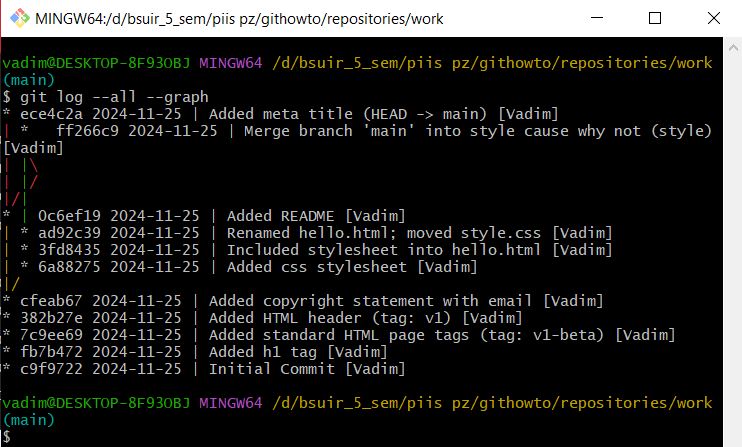 MINGW64:/d/bsuir_5_sem/piis pz/githowto/repositories/work
vadim@DESKTOP-8F93OBJ MINGW64 /d/bsuir_5_sem/piis pz/githowto/repositories/work
(main)
$ git log --all --graph
* ece4c2a 2024-11-25 | Added meta title (HEAD -> main) [Vadim]
| *   ff266c9 2024-11-25 | Merge branch 'main' into style cause why not (style)
[Vadim]
| |\
| |/
|/|
* | 0c6ef19 2024-11-25 | Added README [Vadim]
| * ad92c39 2024-11-25 | Renamed hello.html; moved style.css [Vadim]
| * 3fd8435 2024-11-25 | Included stylesheet into hello.html [Vadim]
| * 6a88275 2024-11-25 | Added css stylesheet [Vadim]
|/
* cfeab67 2024-11-25 | Added copyright statement with email [Vadim]
* 382b27e 2024-11-25 | Added HTML header (tag: v1) [Vadim]
* 7c9ee69 2024-11-25 | Added standard HTML page tags (tag: v1-beta) [Vadim]
* fb7b472 2024-11-25 | Added h1 tag [Vadim]
* c9f9722 2024-11-25 | Initial Commit [Vadim]
vadim@DESKTOP-8F93OBJ MINGW64 /d/bsuir_5_sem/piis pz/githowto/repositories/work
(main)
$